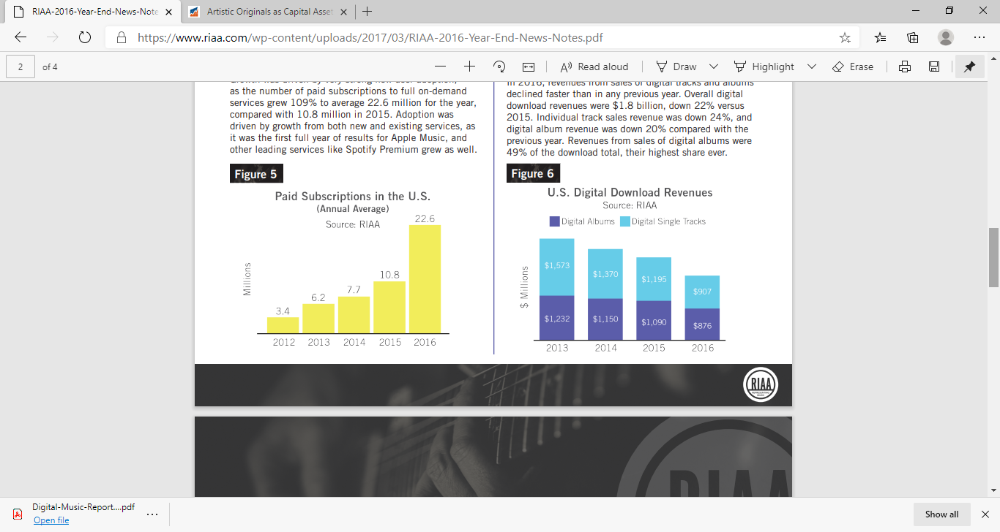 RIAA-2016-Year-End-News-Note
Artistic Originals as Capital Asset
https://www.riaa.com/wp-content/uploads/2017/03/RIAA-2016-Year-End-News-Notes.pdf
2 of 4
Read aloud
Draw
Highlight
Erase
as the number of paid subscriptions to full on-demand
services grew 109% to average 22.6 million for the year,
compared with 10.8 million in 2015. Adoption was
driven by growth from both new and existing services, as
it was the first full year of results for Apple Music, and
other leading services like Spotify Premium grew as well.
Figure 5
Paid Subscriptions in the U.S.
(Annual Average)
Source: RIAA
Millions
3.4
6.2
7.7
10.8
22.6
2012 2013 2014 2015 2016
In 2016, revenues from sales of digital tracks and albums
declined faster than in any previous year. Overall digital
download revenues were $1.8 billion, down 22% versus
2015. Individual track sales revenue was down 24%, and
digital album revenue was down 20% compared with the
previous year. Revenues from sales of digital albums were
49% of the download total, their highest share ever.
Figure 6
U.S. Digital Download Revenues
Source: RIAA
Digital Albums Digital Single Tracks
$ Millions
$1,573
$1,370
$1,195
$907
$1,232
$1,150
$1,090
$876
2013 2014 2015 2016
RIAA
RIAA
Digital-Music-Report....pdf
Open file
Show all